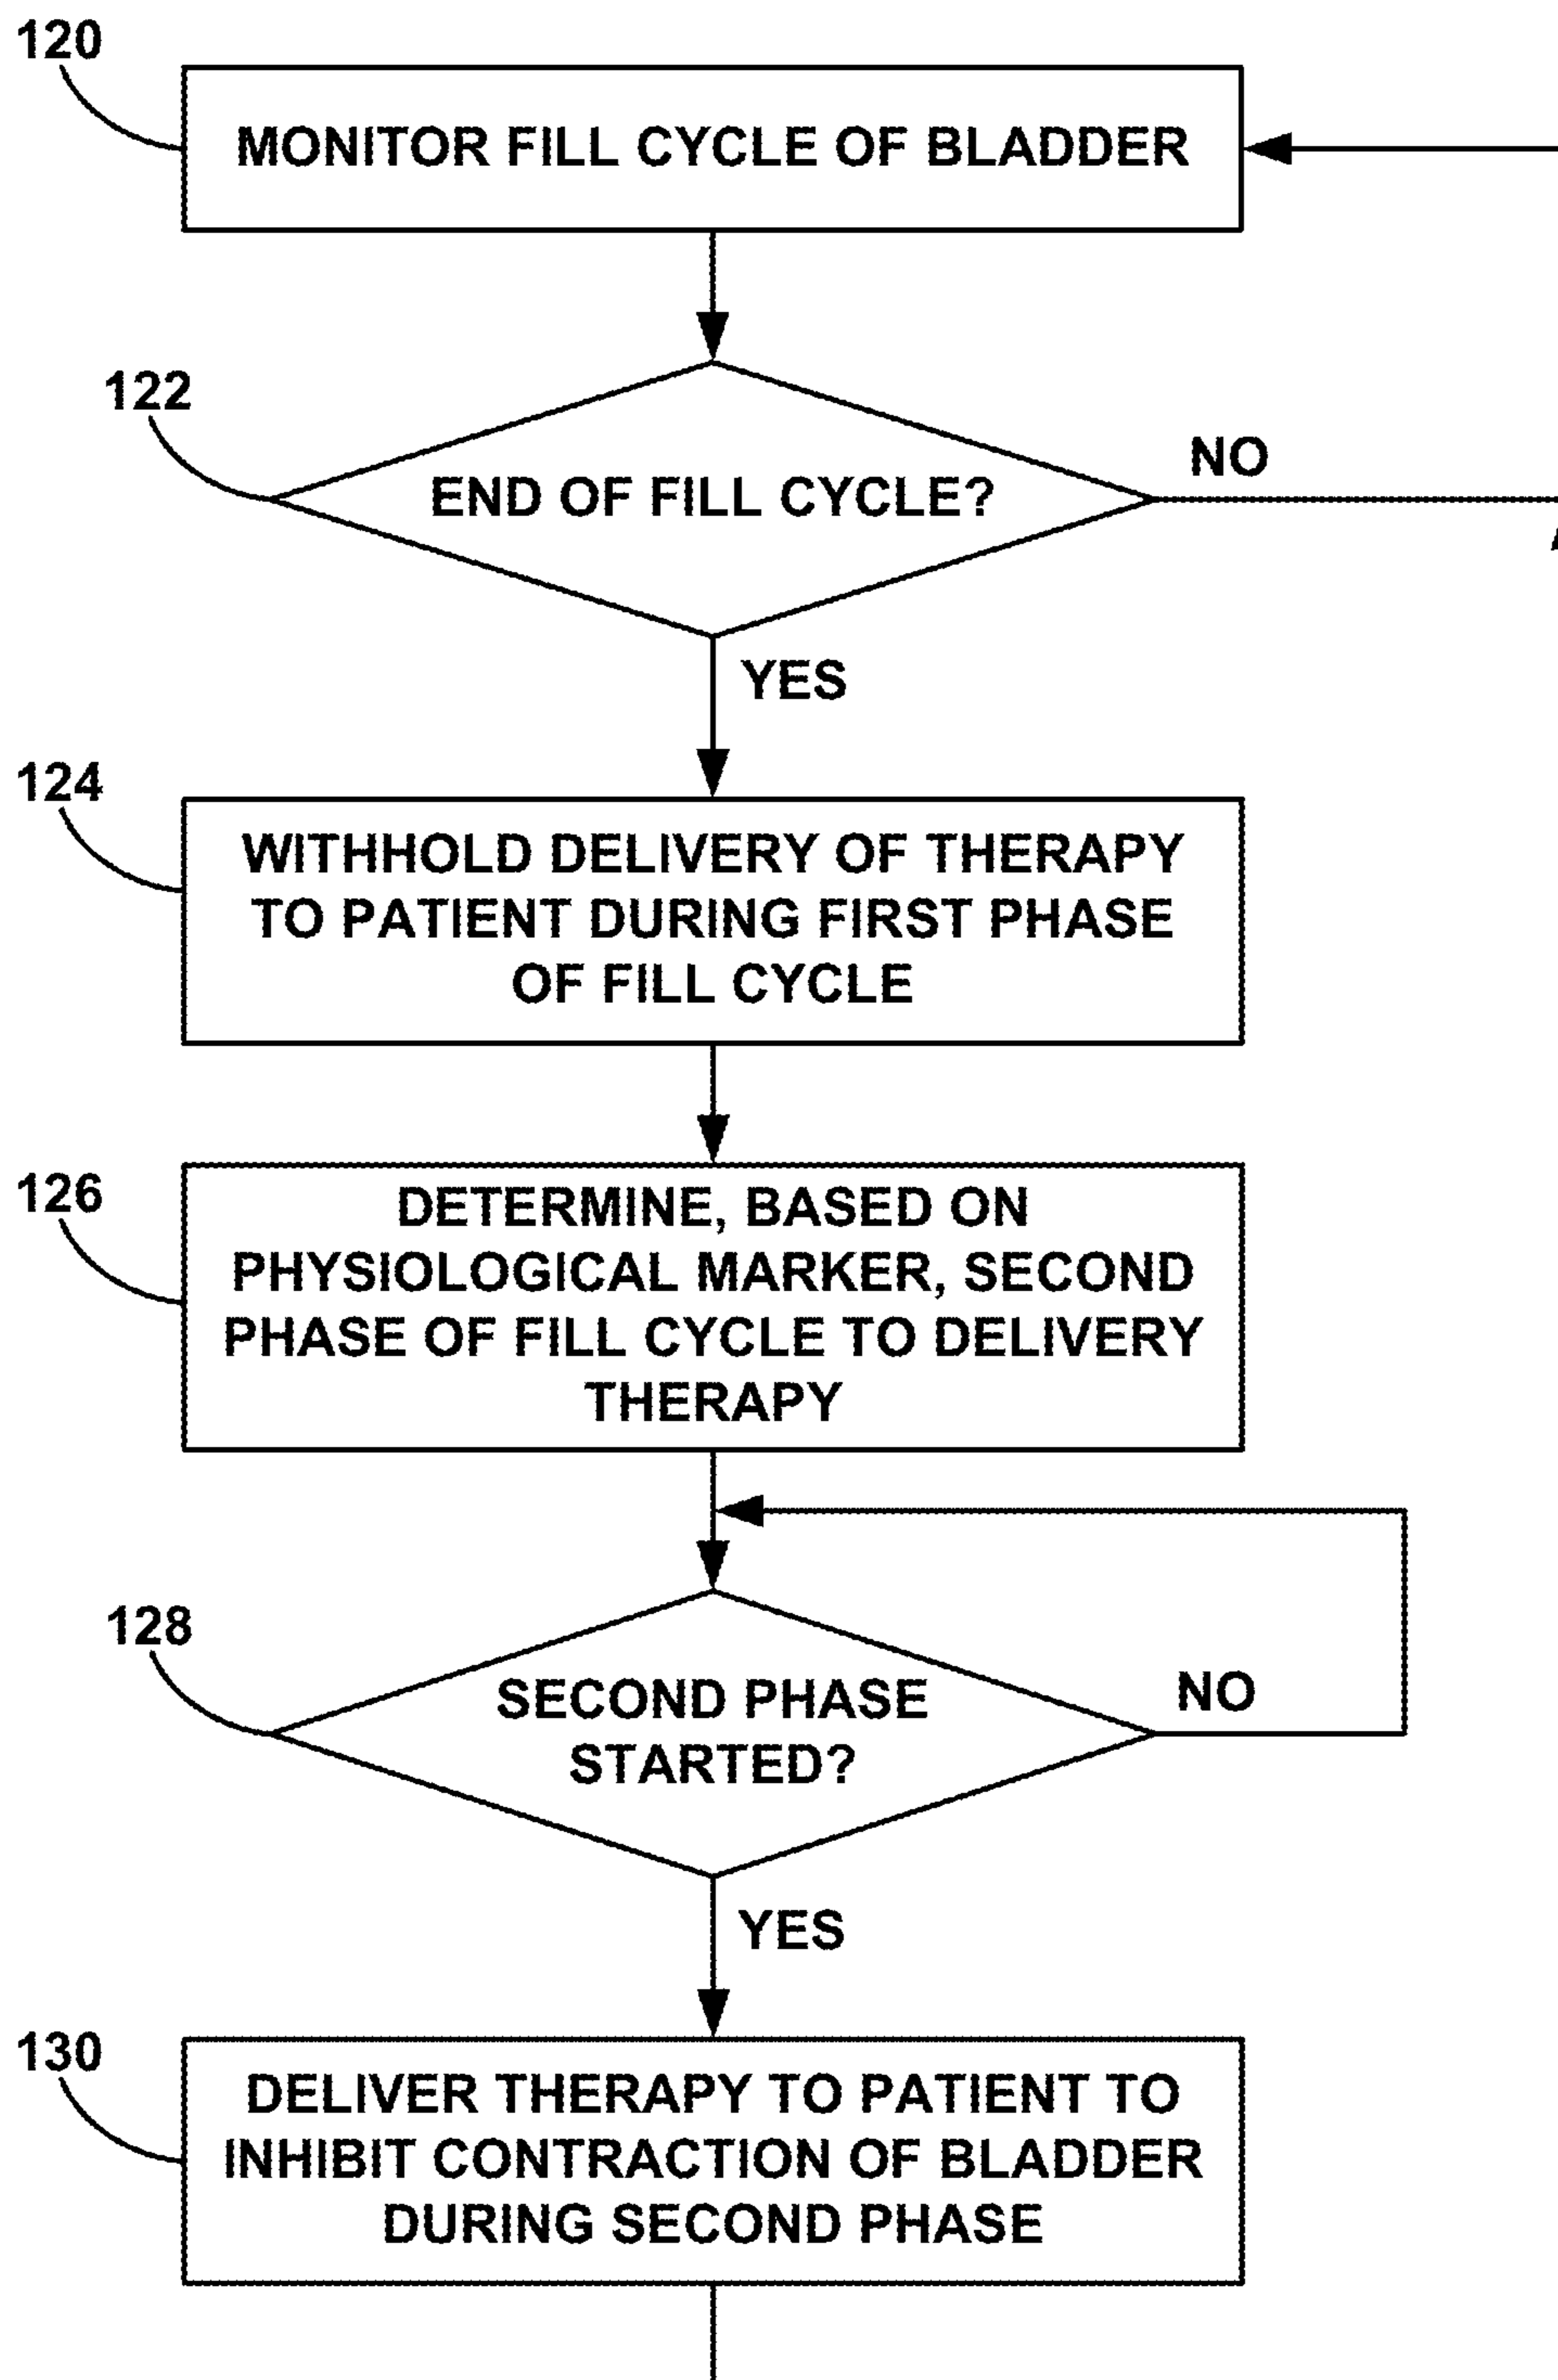 120
MONITOR FILL CYCLE OF BLADDER
122
END OF FILL CYCLE?
NO
YES
124
WITHHOLD DELIVERY OF THERAPY
TO PATIENT DURING FIRST PHASE
OF FILL CYCLE
126
DETERMINE, BASED ON
PHYSIOLOGICAL MARKER, SECOND
PHASE OF FILL CYCLE TO DELIVERY
THERAPY
128
SECOND PHASE
STARTED?
NO
YES
130
DELIVER THERAPY TO PATIENT TO
INHIBIT CONTRACTION OF BLADDER
DURING SECOND PHASE